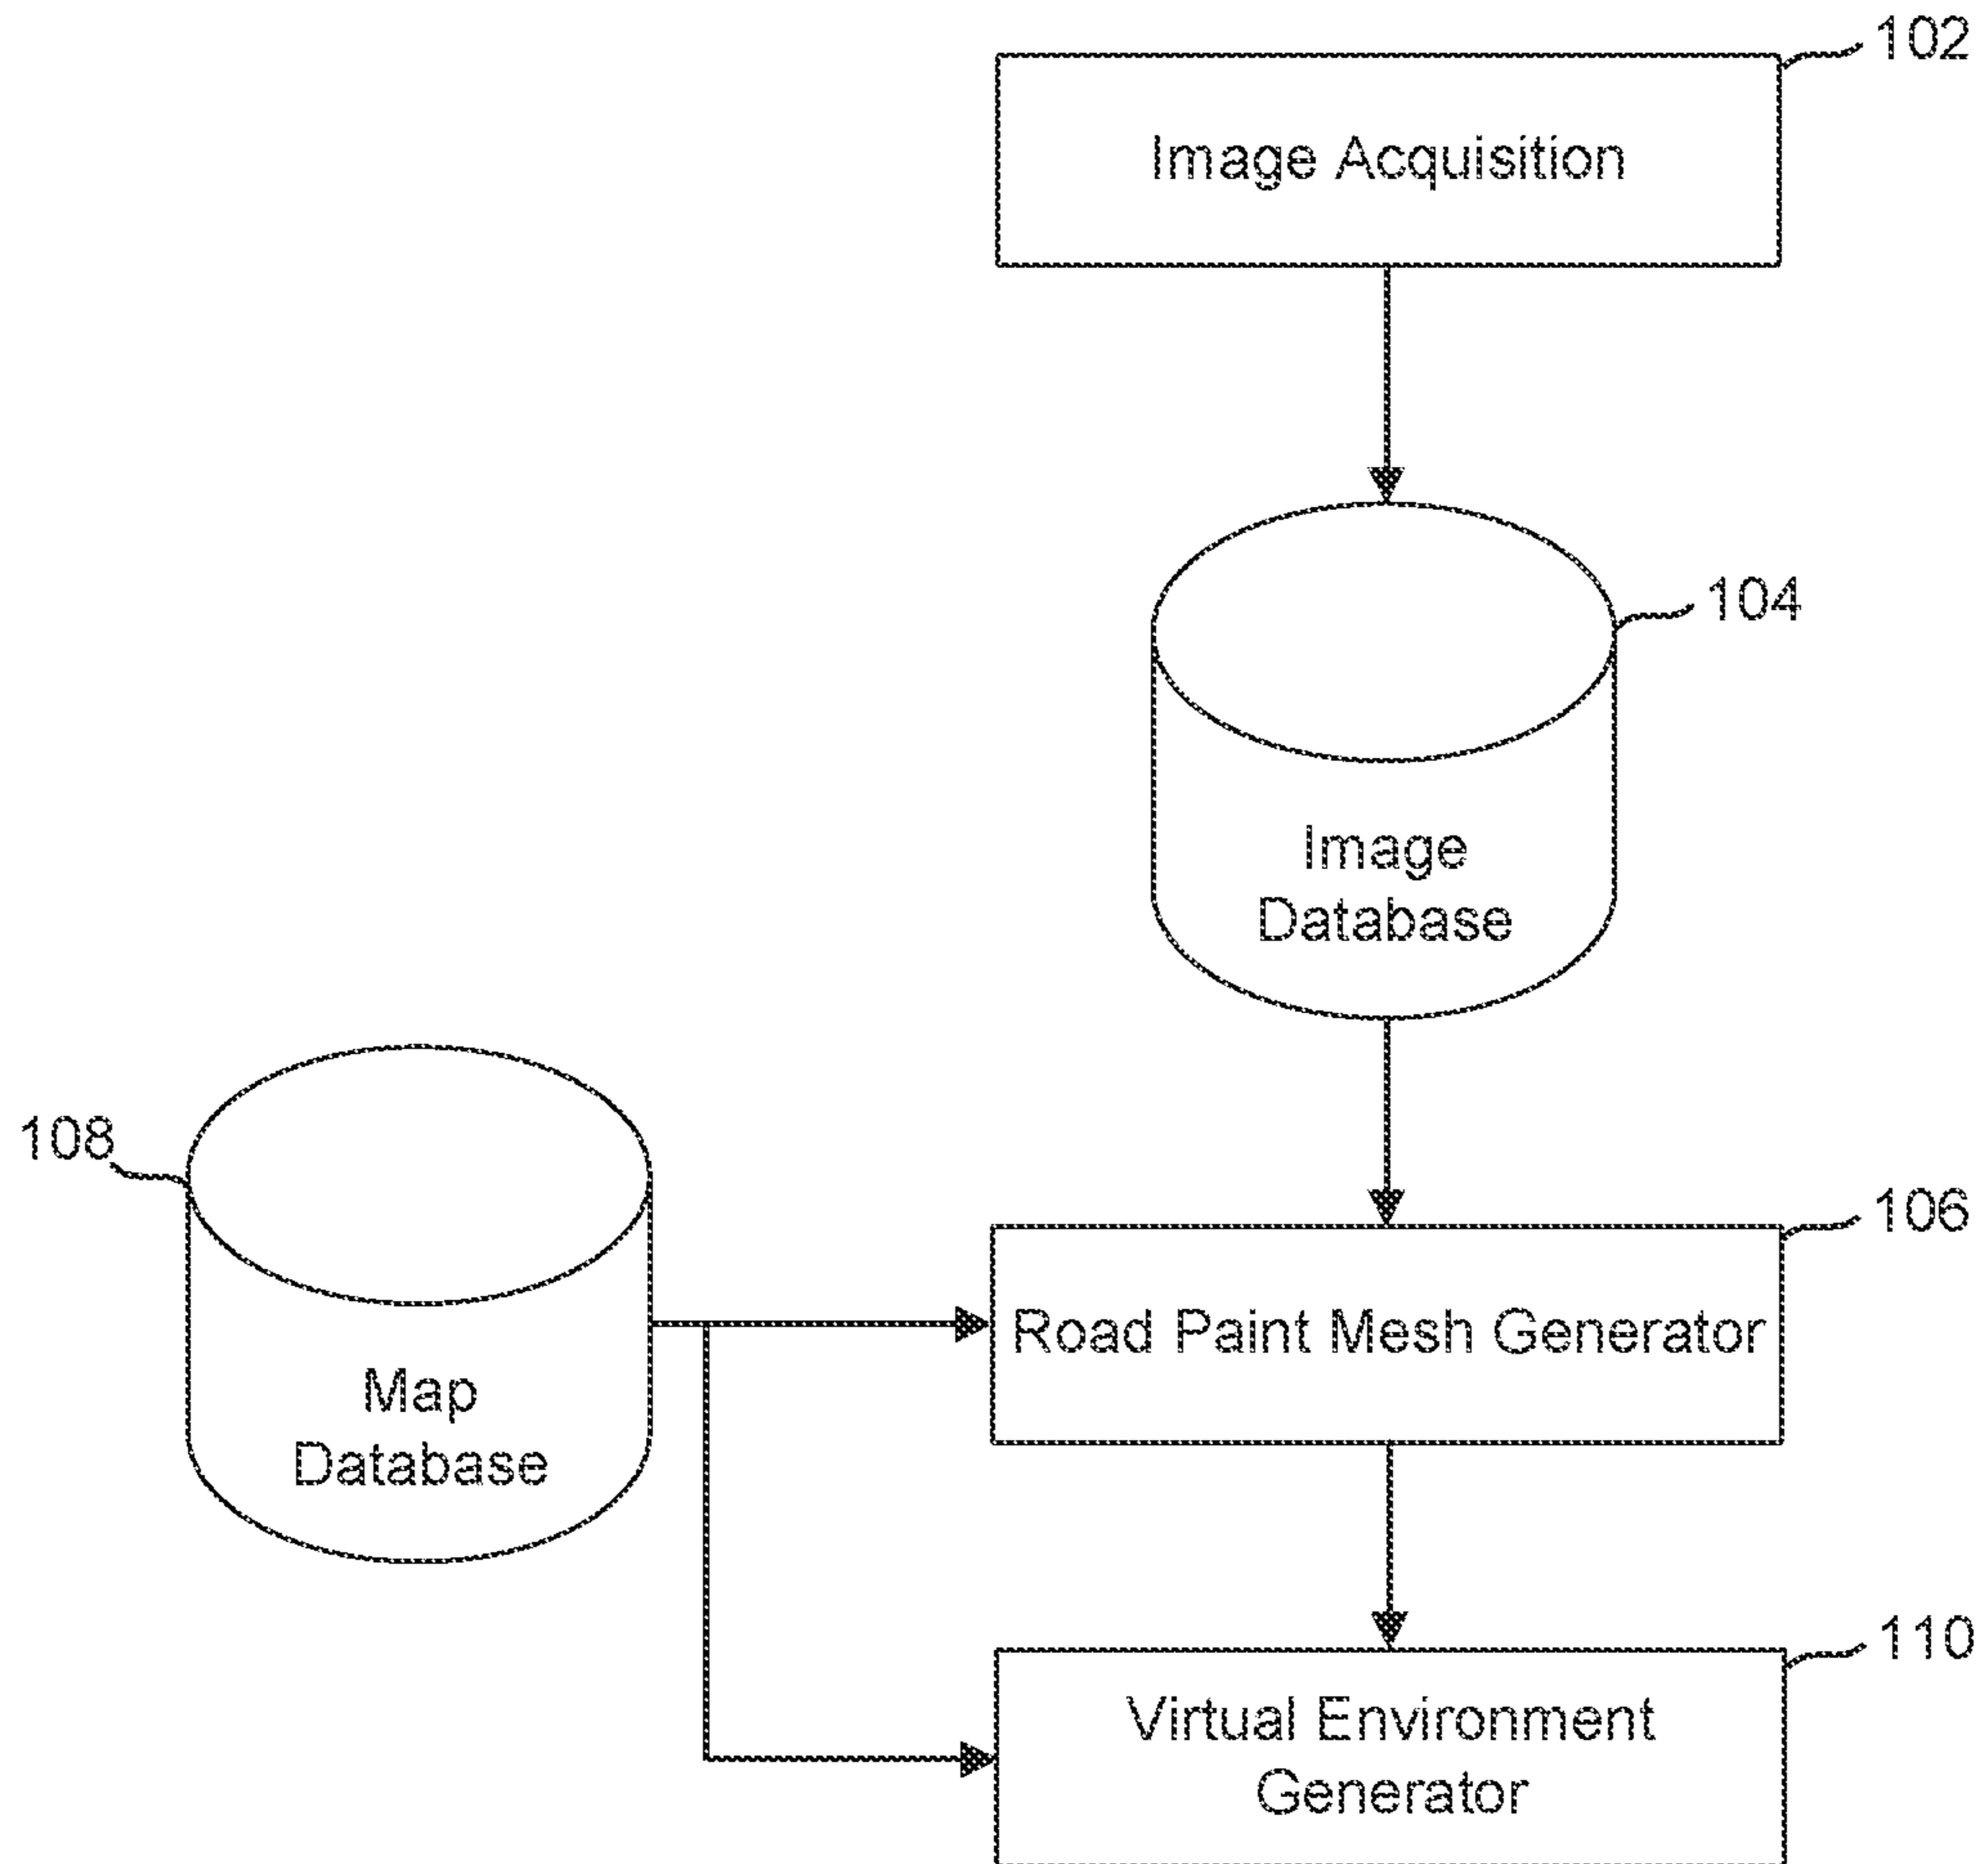 102
Image Acquisition
104
Image
Database
108
Map
Database
106
Road Paint Mesh Generator
110
Virtual Environment
Generator